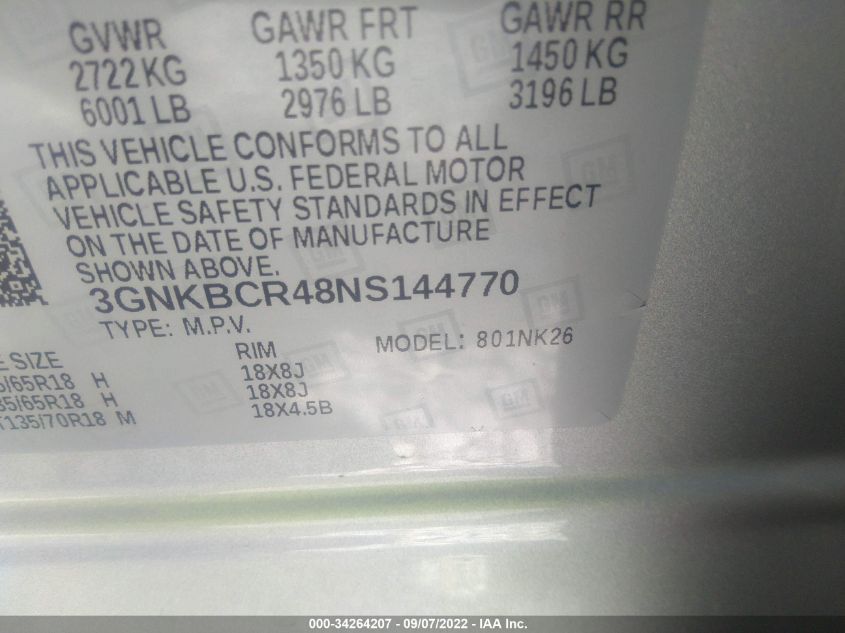 GVWR GAWR FRT GAWR RR
2722 KG 1350 KG 1450 KG
6001 LB 2976 LB 3196 LB
THIS VEHICLE CONFORMS TO ALL
APPLICABLE U.S. FEDERAL MOTOR
VEHICLE SAFETY STANDARDS IN EFFECT
ON THE DATE OF MANUFACTURE
SHOWN ABOVE.
3GNKBCR48NS144770
TYPE: M.P.V. MODEL: 801NK26
SIZE RIM
/65R18 H 18X8J
/65R18 H 18X8J
135/70R18 M 18X4.5B
000-34264207 - 09/07/2022 - IAA Inc.